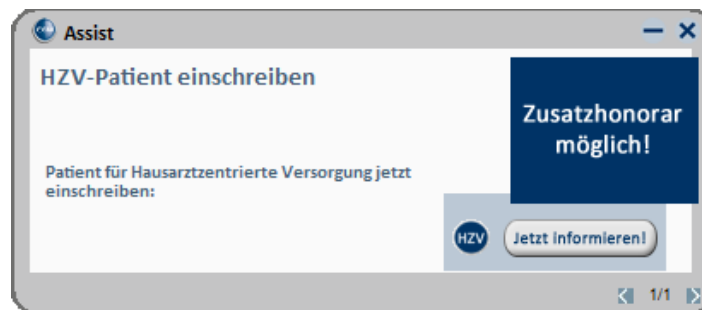 Assist
HZV-Patient einschreiben
Zusatzhonorar
möglich!
Patient für Hausarztzentrierte Versorgung jetzt
einschreiben:
HZV
Jetzt informieren!
1/1